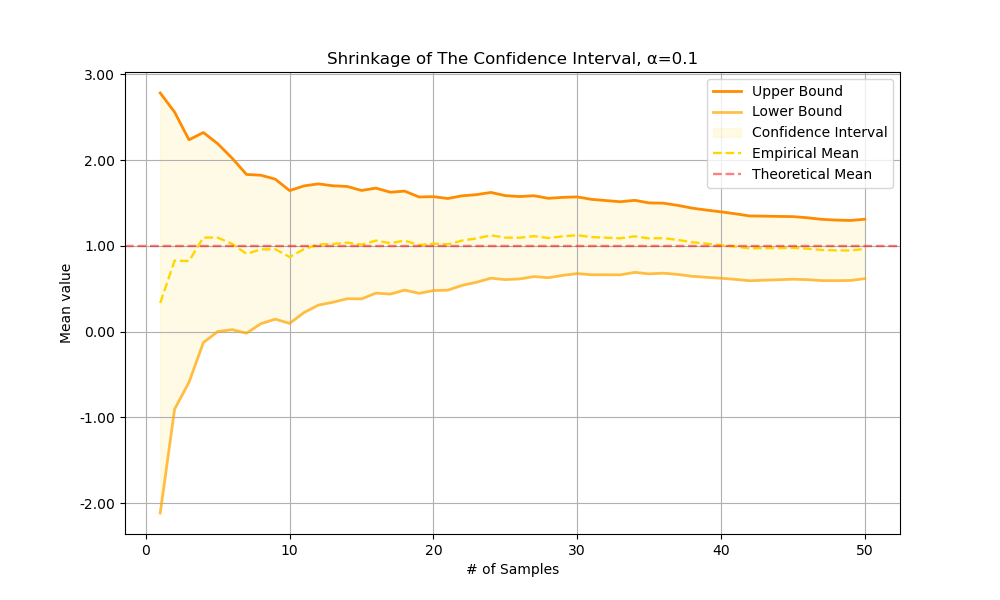 Shrinkage of The Confidence Interval, α=0.1
3.00
2.00
1.00
0.00
-1.00
-2.00
Mean value
Upper Bound
Lower Bound
Confidence Interval
Empirical Mean
Theoretical Mean
0 10 20 30 40 50
# of Samples